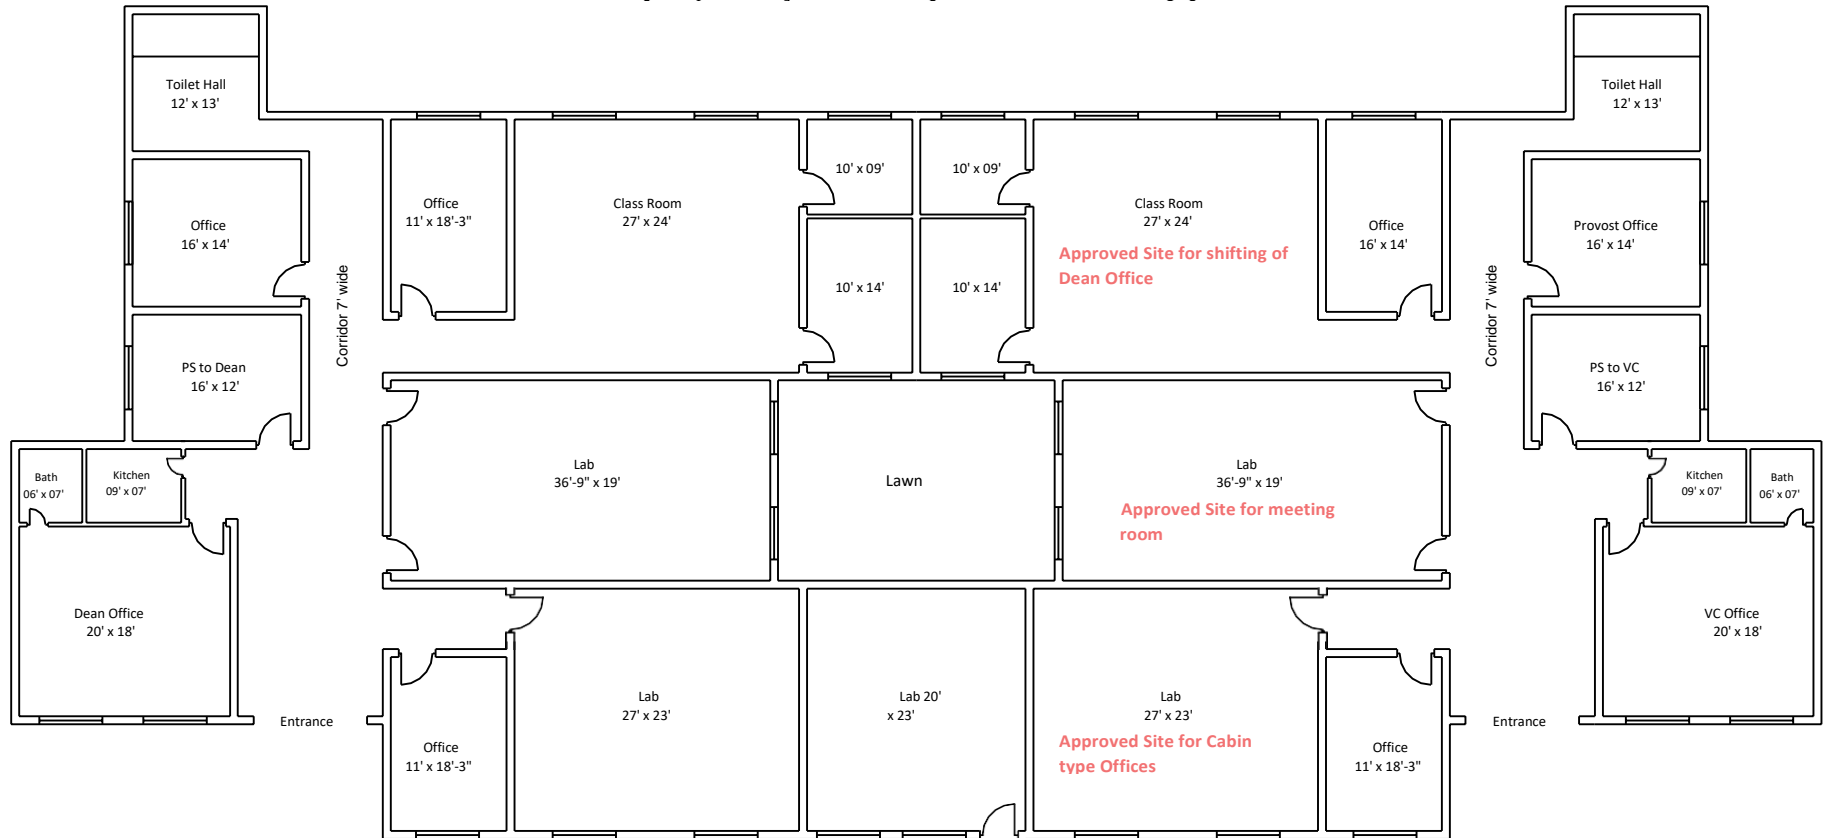 Toilet Hall
12' x 13'
Toilet Hall
12' x 13'
Office
11' x 18'-3"
Class Room
27' x 24'
10' x 09'
10' x 09'
Class Room
27' x 24'
Approved Site for shifting of
Dean Office
Office
16' x 14'
Office
16' x 14'
Provost Office
16' x 14'
10' x 14'
10' x 14'
Corridor 7' wide
Corridor 7' wide
PS to Dean
16' x 12'
PS to VC
16' x 12'
Bath
06' x 07'
Kitchen
09' x 07'
Lab
36'-9" x 19'
Lawn
Lab
36'-9" x 19'
Approved Site for meeting
room
Kitchen
09' x 07'
Bath
06' x 07'
Dean Office
20' x 18'
VC Office
20' x 18'
Entrance
Office
11' x 18'-3"
Lab
27' x 23'
Lab 20'
x 23'
Lab
27' x 23'
Approved Site for Cabin
type Offices
Office
11' x 18'-3"
Entrance